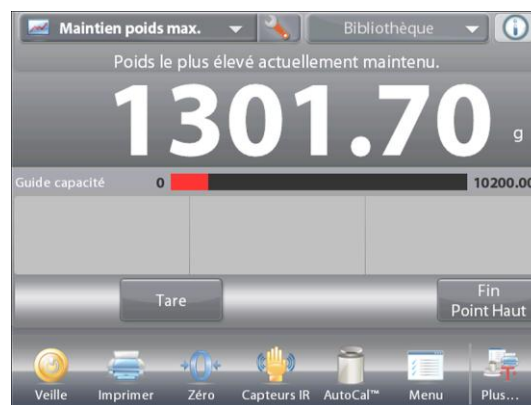 Maintien poids max. Bibliothèque
Poids le plus élevé actuellement maintenu.
1301.70 g
Guide capacité 0 10200.00
Tare Fin
Point Haut
Veille Imprimer Zéro Capteurs IR AutoCal™ Menu Plus...